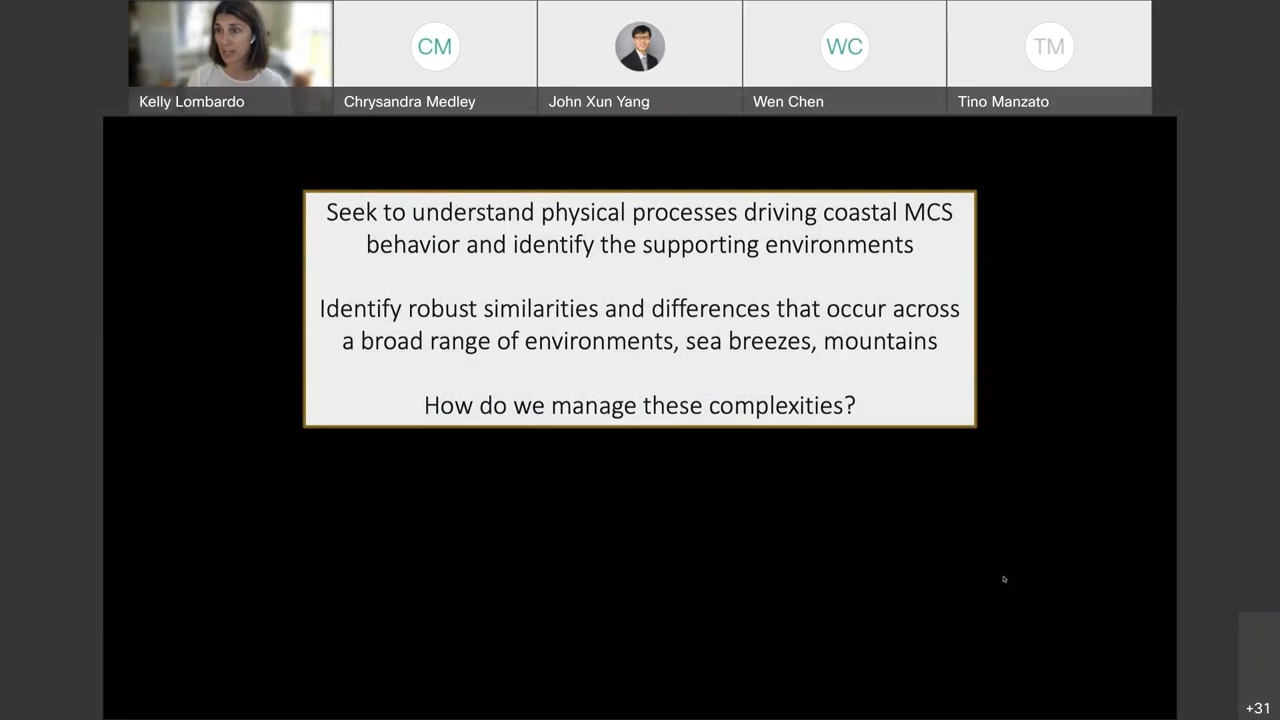 CM
WC
TM
Kelly Lombardo
Chrysandra Medley
John Xun Yang
Wen Chen
Tino Manzato
Seek to understand physical processes driving coastal MCS
behavior and identify the supporting environments
Identify robust similarities and differences that occur across
a broad range of environments, sea breezes, mountains
How do we manage these complexities?
+31